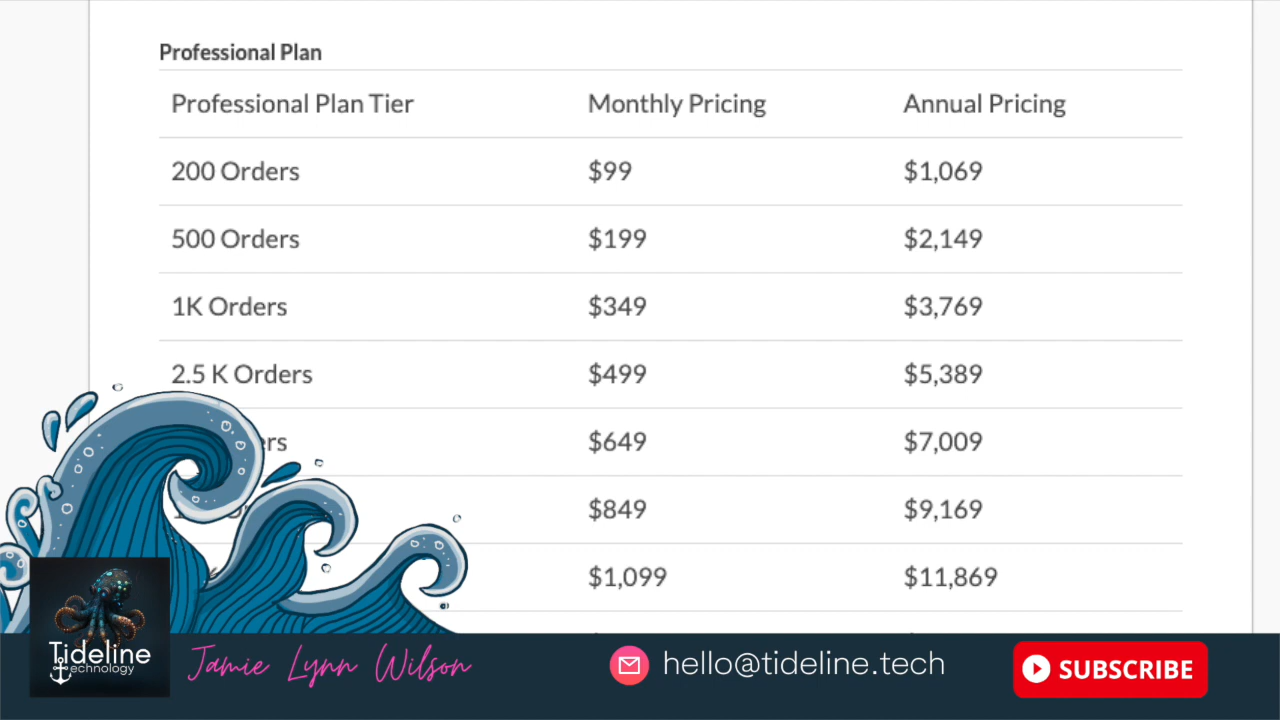 Professional Plan
Professional Plan Tier Monthly Pricing Annual Pricing
200 Orders $99 $1,069
500 Orders $199 $2,149
1K Orders $349 $3,769
2.5 K Orders $499 $5,389
$649 $7,009
$849 $9,169
$1,099 $11,869
Tideline
Technology
Jamie Lynn Wilson
hello@tideline.tech
SUBSCRIBE